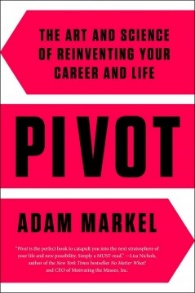 THE ART AND SCIENCE
OF REINVENTING YOUR
CAREER AND LIFE
PIVOT
ADAM MARKEL
"Pivot is the perfect book to catapult you into the next stratosphere of
your life and new possibility. Simply a MUST read." —Lisa Nichols,
author of the New York Times bestseller No Matter What!
and CEO of Motivating the Masses, Inc.